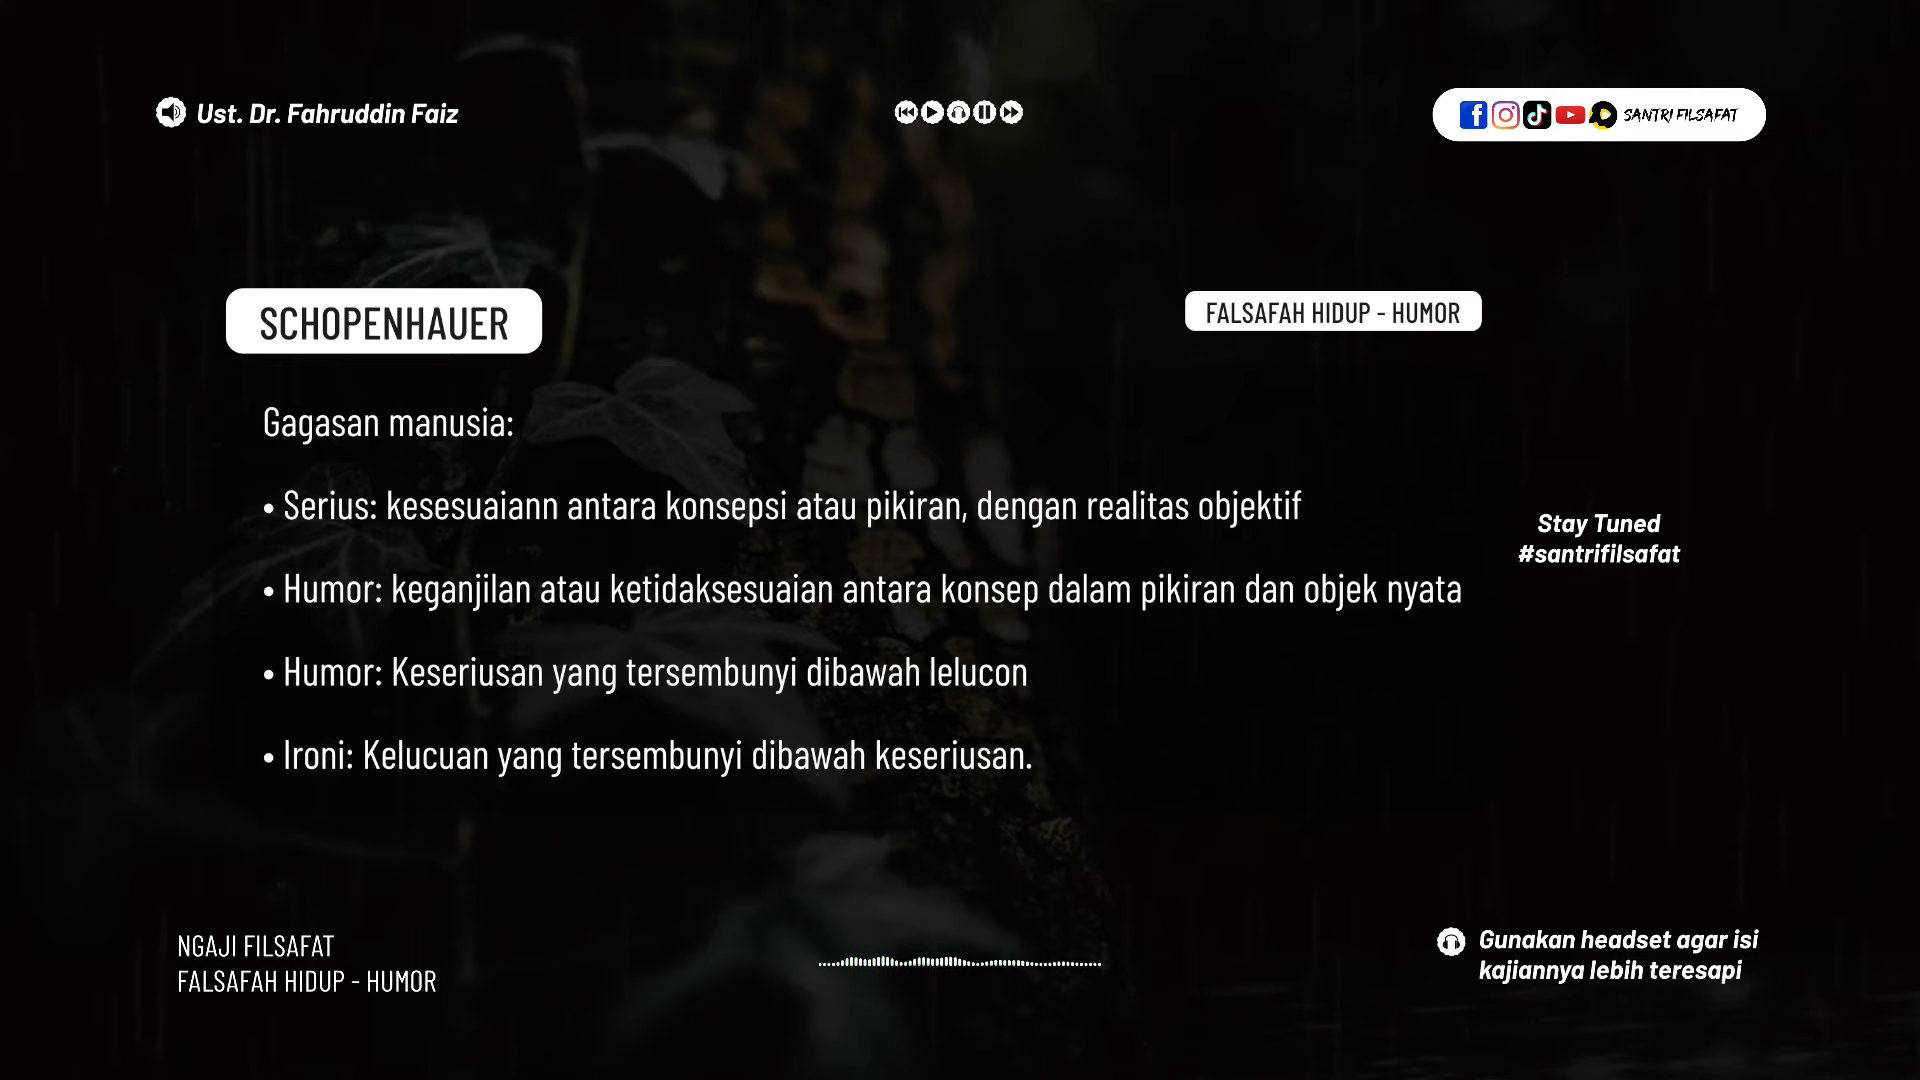 Ust. Dr. Fahruddin Faiz
SANTRI FILSAFAT
SCHOPENHAUER
FALSAFAH HIDUP - HUMOR
Gagasan manusia:
• Serius: kesesuaiann antara konsepsi atau pikiran, dengan realitas objektif
• Humor: keganjilan atau ketidaksesuaian antara konsep dalam pikiran dan objek nyata
• Humor: Keseriusan yang tersembunyi dibawah lelucon
• Ironi: Kelucuan yang tersembunyi dibawah keseriusan.
Stay Tuned
#santrifilsafat
NGAJI FILSAFAT
FALSAFAH HIDUP - HUMOR
Gunakan headset agar isi
kajiannya lebih teresapi